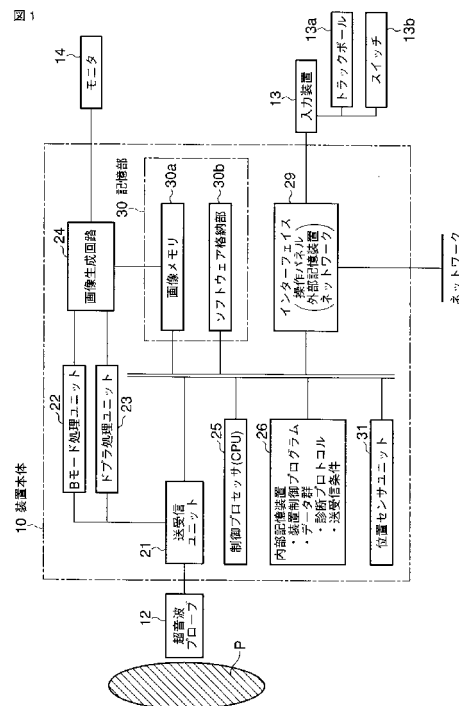 図1
10 装置本体
P
12
超音波
プローブ
21
送受信
ユニット
22
Bモード処理ユニット
23
ドプラ処理ユニット
24
画像生成回路
14
モニタ
30 記憶部
30a
画像メモリ
30b
ソフトウェア格納部
25
制御プロセッサ(CPU)
26
内部記憶装置
・装置制御プログラム
・データ群
・診断プロトコル
・送受信条件
31
位置センサユニット
29
インターフェイス
(操作パネル
外部記憶装置
ネットワーク)
13
入力装置
13a
トラックボール
13b
スイッチ
ネットワーク